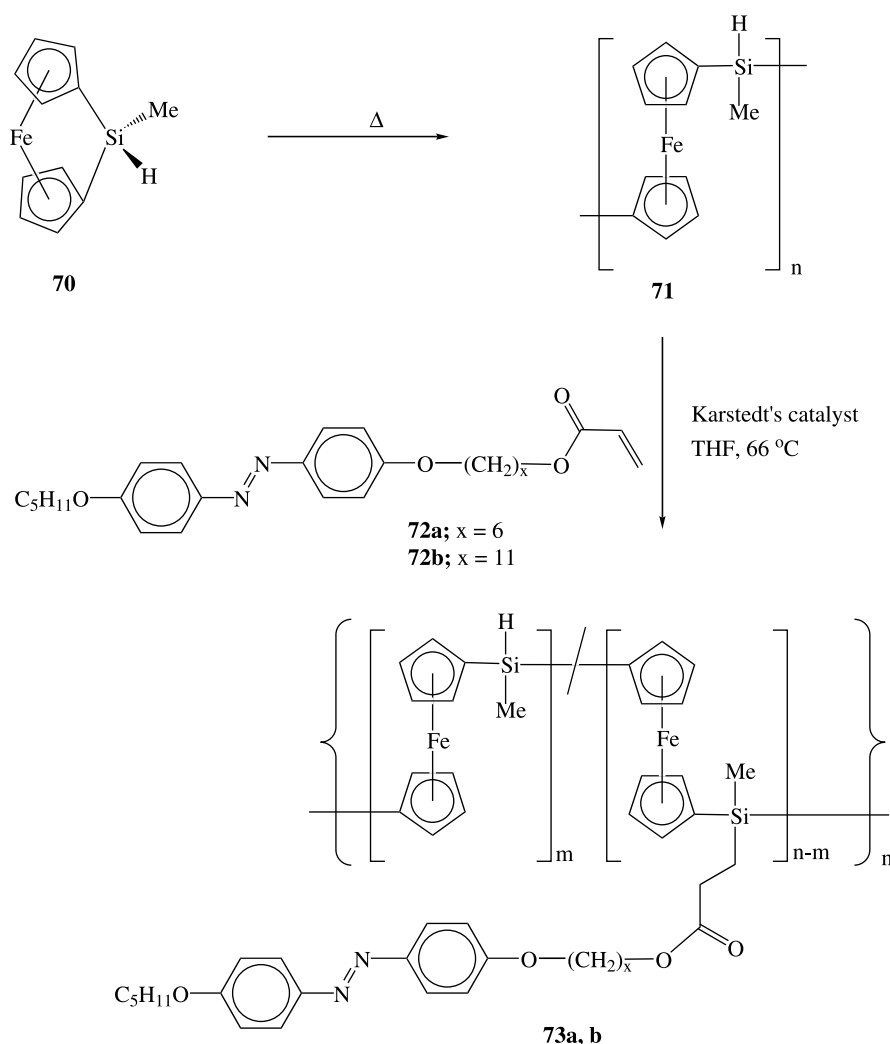 H
Me
Si
Fe
H
Δ
Si
Me
Fe
n
70
71
Karstedt's catalyst
THF, 66 °C
O
N
N
O
(CH2)x
O
C5H11O
72a; x = 6
72b; x = 11
H
Si
Me
Fe
Fe
Me
Si
m
n-m
n
O
N
N
O
(CH2)x
O
C5H11O
73a, b